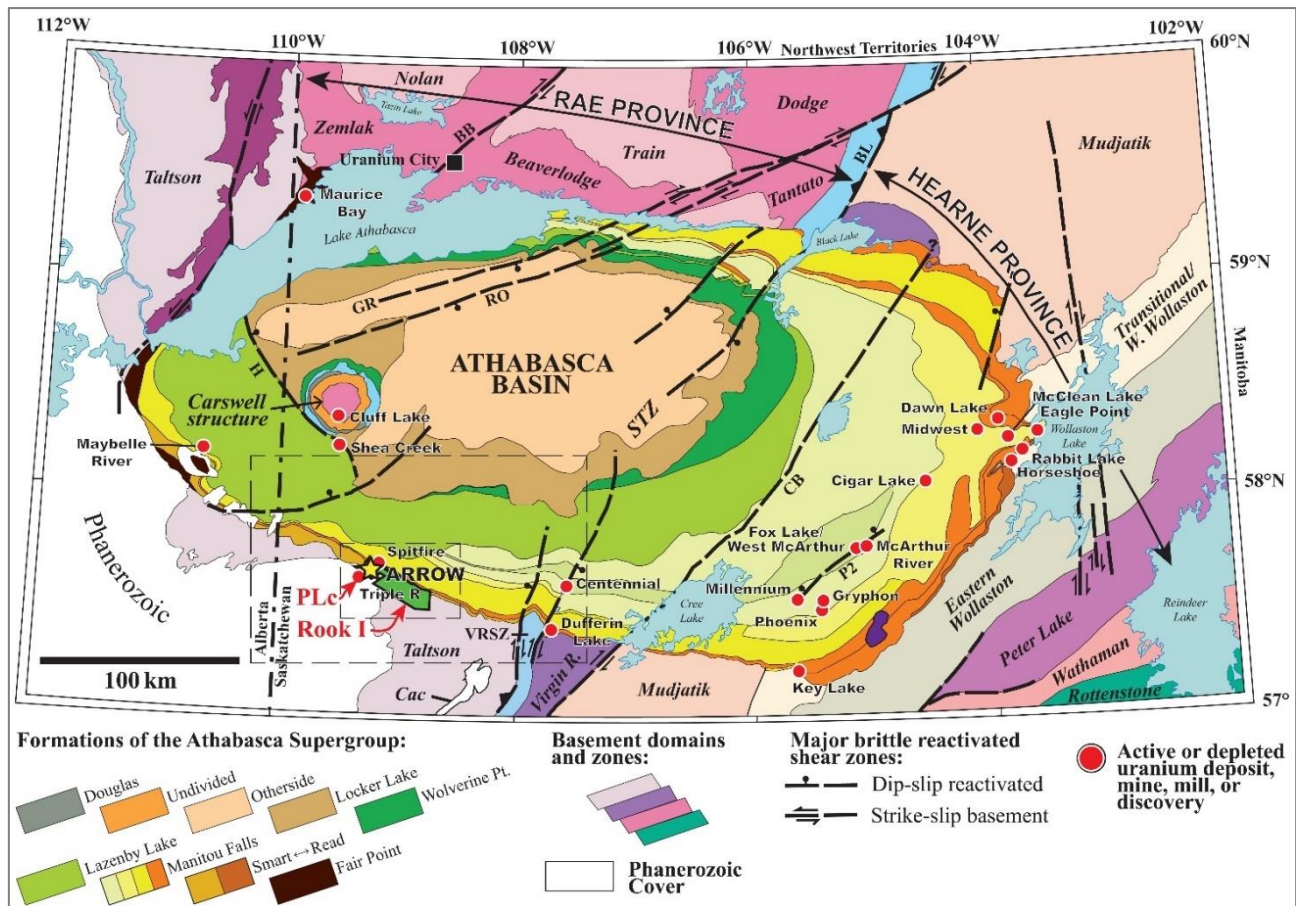 112°W
110°W
108°W
106°W
104°W
102°W
60°N
Northwest Territories
Nolan
Tazin Lake
RAE PROVINCE
Dodge
Zemlak
BB
Train
BL
Mudjatik
Taltson
Uranium City
Beaverlodge
Tantato
HEARNE PROVINCE
Maurice
Bay
Lake Athabasca
Black Lake
?
59°N
Transitional/
W. Wollaston
Manitoba
GR
RO
H
ATHABASCA
BASIN
STZ
Carswell
structure
Cluff Lake
Shea Creek
Maybelle
River
Dawn Lake
Midwest
McClean Lake
Eagle Point
Wollaston
Lake
Rabbit Lake
Horseshoe
58°N
CB
Cigar Lake
Phanerozoic
Fox Lake/
West McArthur
McArthur
River
P2
Spitfire
ARROW
PLc
Triple R
Rook I
Centennial
Millennium
Gryphon
Phoenix
Cree
Lake
Eastern
Wollaston
Peter Lake
Reindeer
Lake
Alberta
Saskatchewan
VRSZ
Dufferin
Lake
Taltson
Cac
Virgin R.
Mudjatik
Key Lake
Wathaman
Rottenstone
57°
100 km
Formations of the Athabasca Supergroup:
Douglas
Undivided
Otherside
Locker Lake
Wolverine Pt.
Lazenby Lake
Manitou Falls
Smart↔Read
Fair Point
Basement domains
and zones:
Phanerozoic
Cover
Major brittle reactivated
shear zones:
Dip-slip reactivated
Strike-slip basement
Active or depleted
uranium deposit,
mine, mill, or
discovery